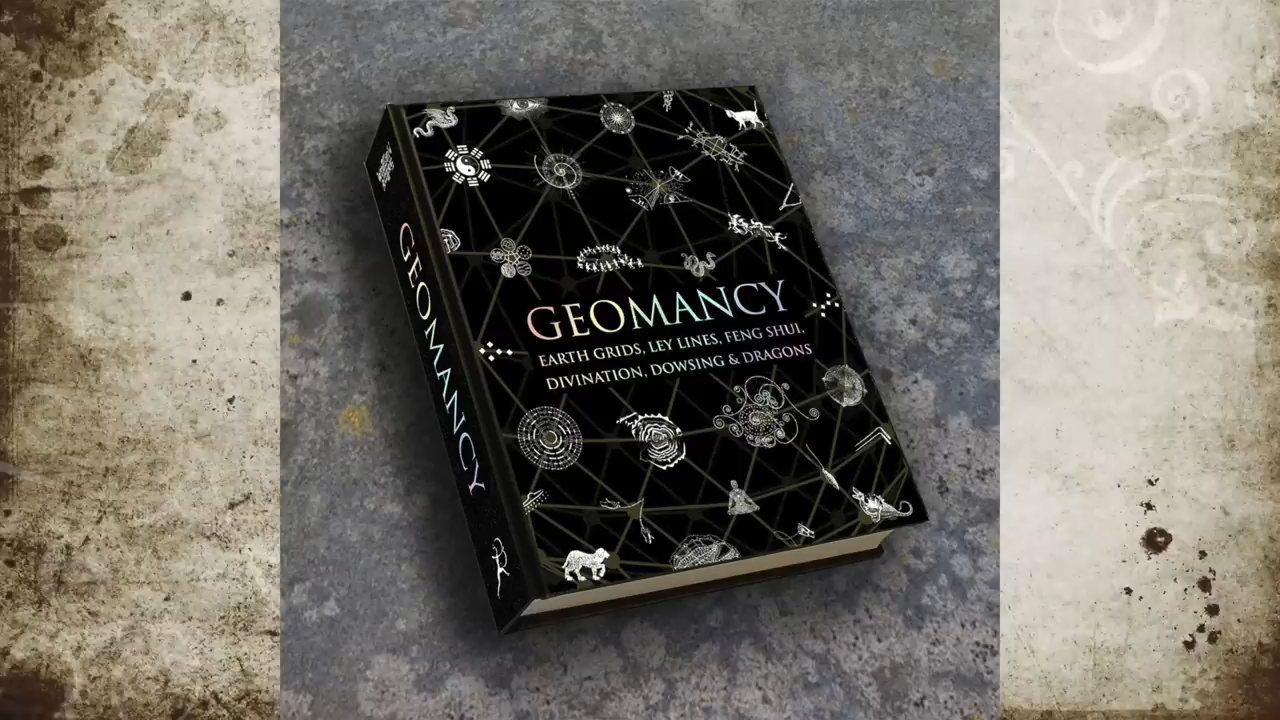 GEOMANCY
GEOMANCY
EARTH GRIDS, LEY LINES, FENG SHUI,
DIVINATION, DOWSING & DRAGONS